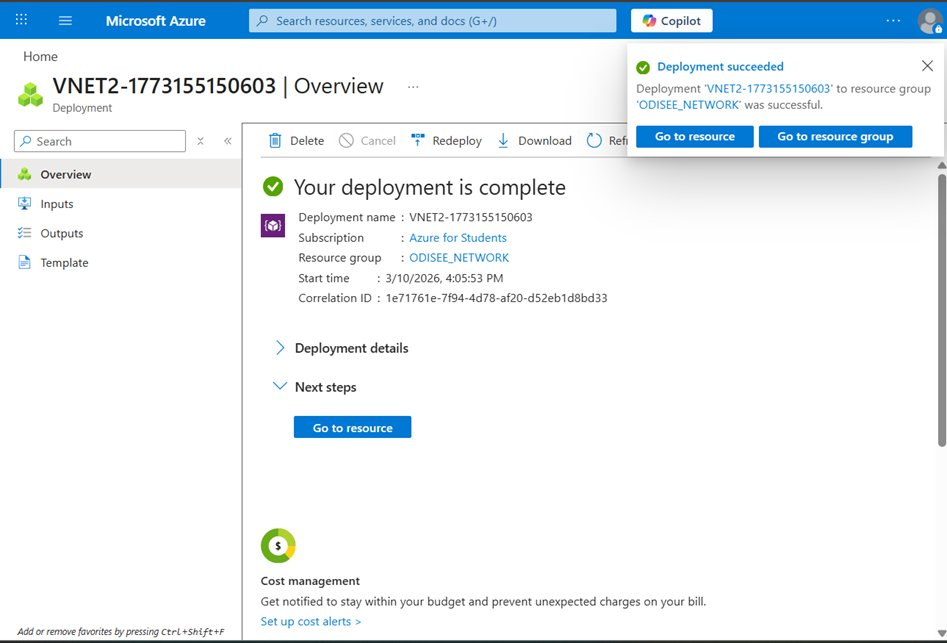 Microsoft Azure
Search resources, services, and docs (G+/)
Copilot
...
Home
VNET2-1773155150603 | Overview ...
Deployment
Deployment succeeded
Deployment 'VNET2-1773155150603' to resource group
'ODISEE_NETWORK' was successful.
Go to resource
Go to resource group
Search
Overview
Inputs
Outputs
Template
Delete
Cancel
Redeploy
Download
Refr
Your deployment is complete
Deployment name : VNET2-1773155150603
Subscription : Azure for Students
Resource group : ODISEE_NETWORK
Start time : 3/10/2026, 4:05:53 PM
Correlation ID : 1e71761e-7f94-4d78-af20-d52eb1d8bd33
Deployment details
Next steps
Go to resource
$
Cost management
Get notified to stay within your budget and prevent unexpected charges on your bill.
Set up cost alerts >
Add or remove favorites by pressing Ctrl+Shift+F